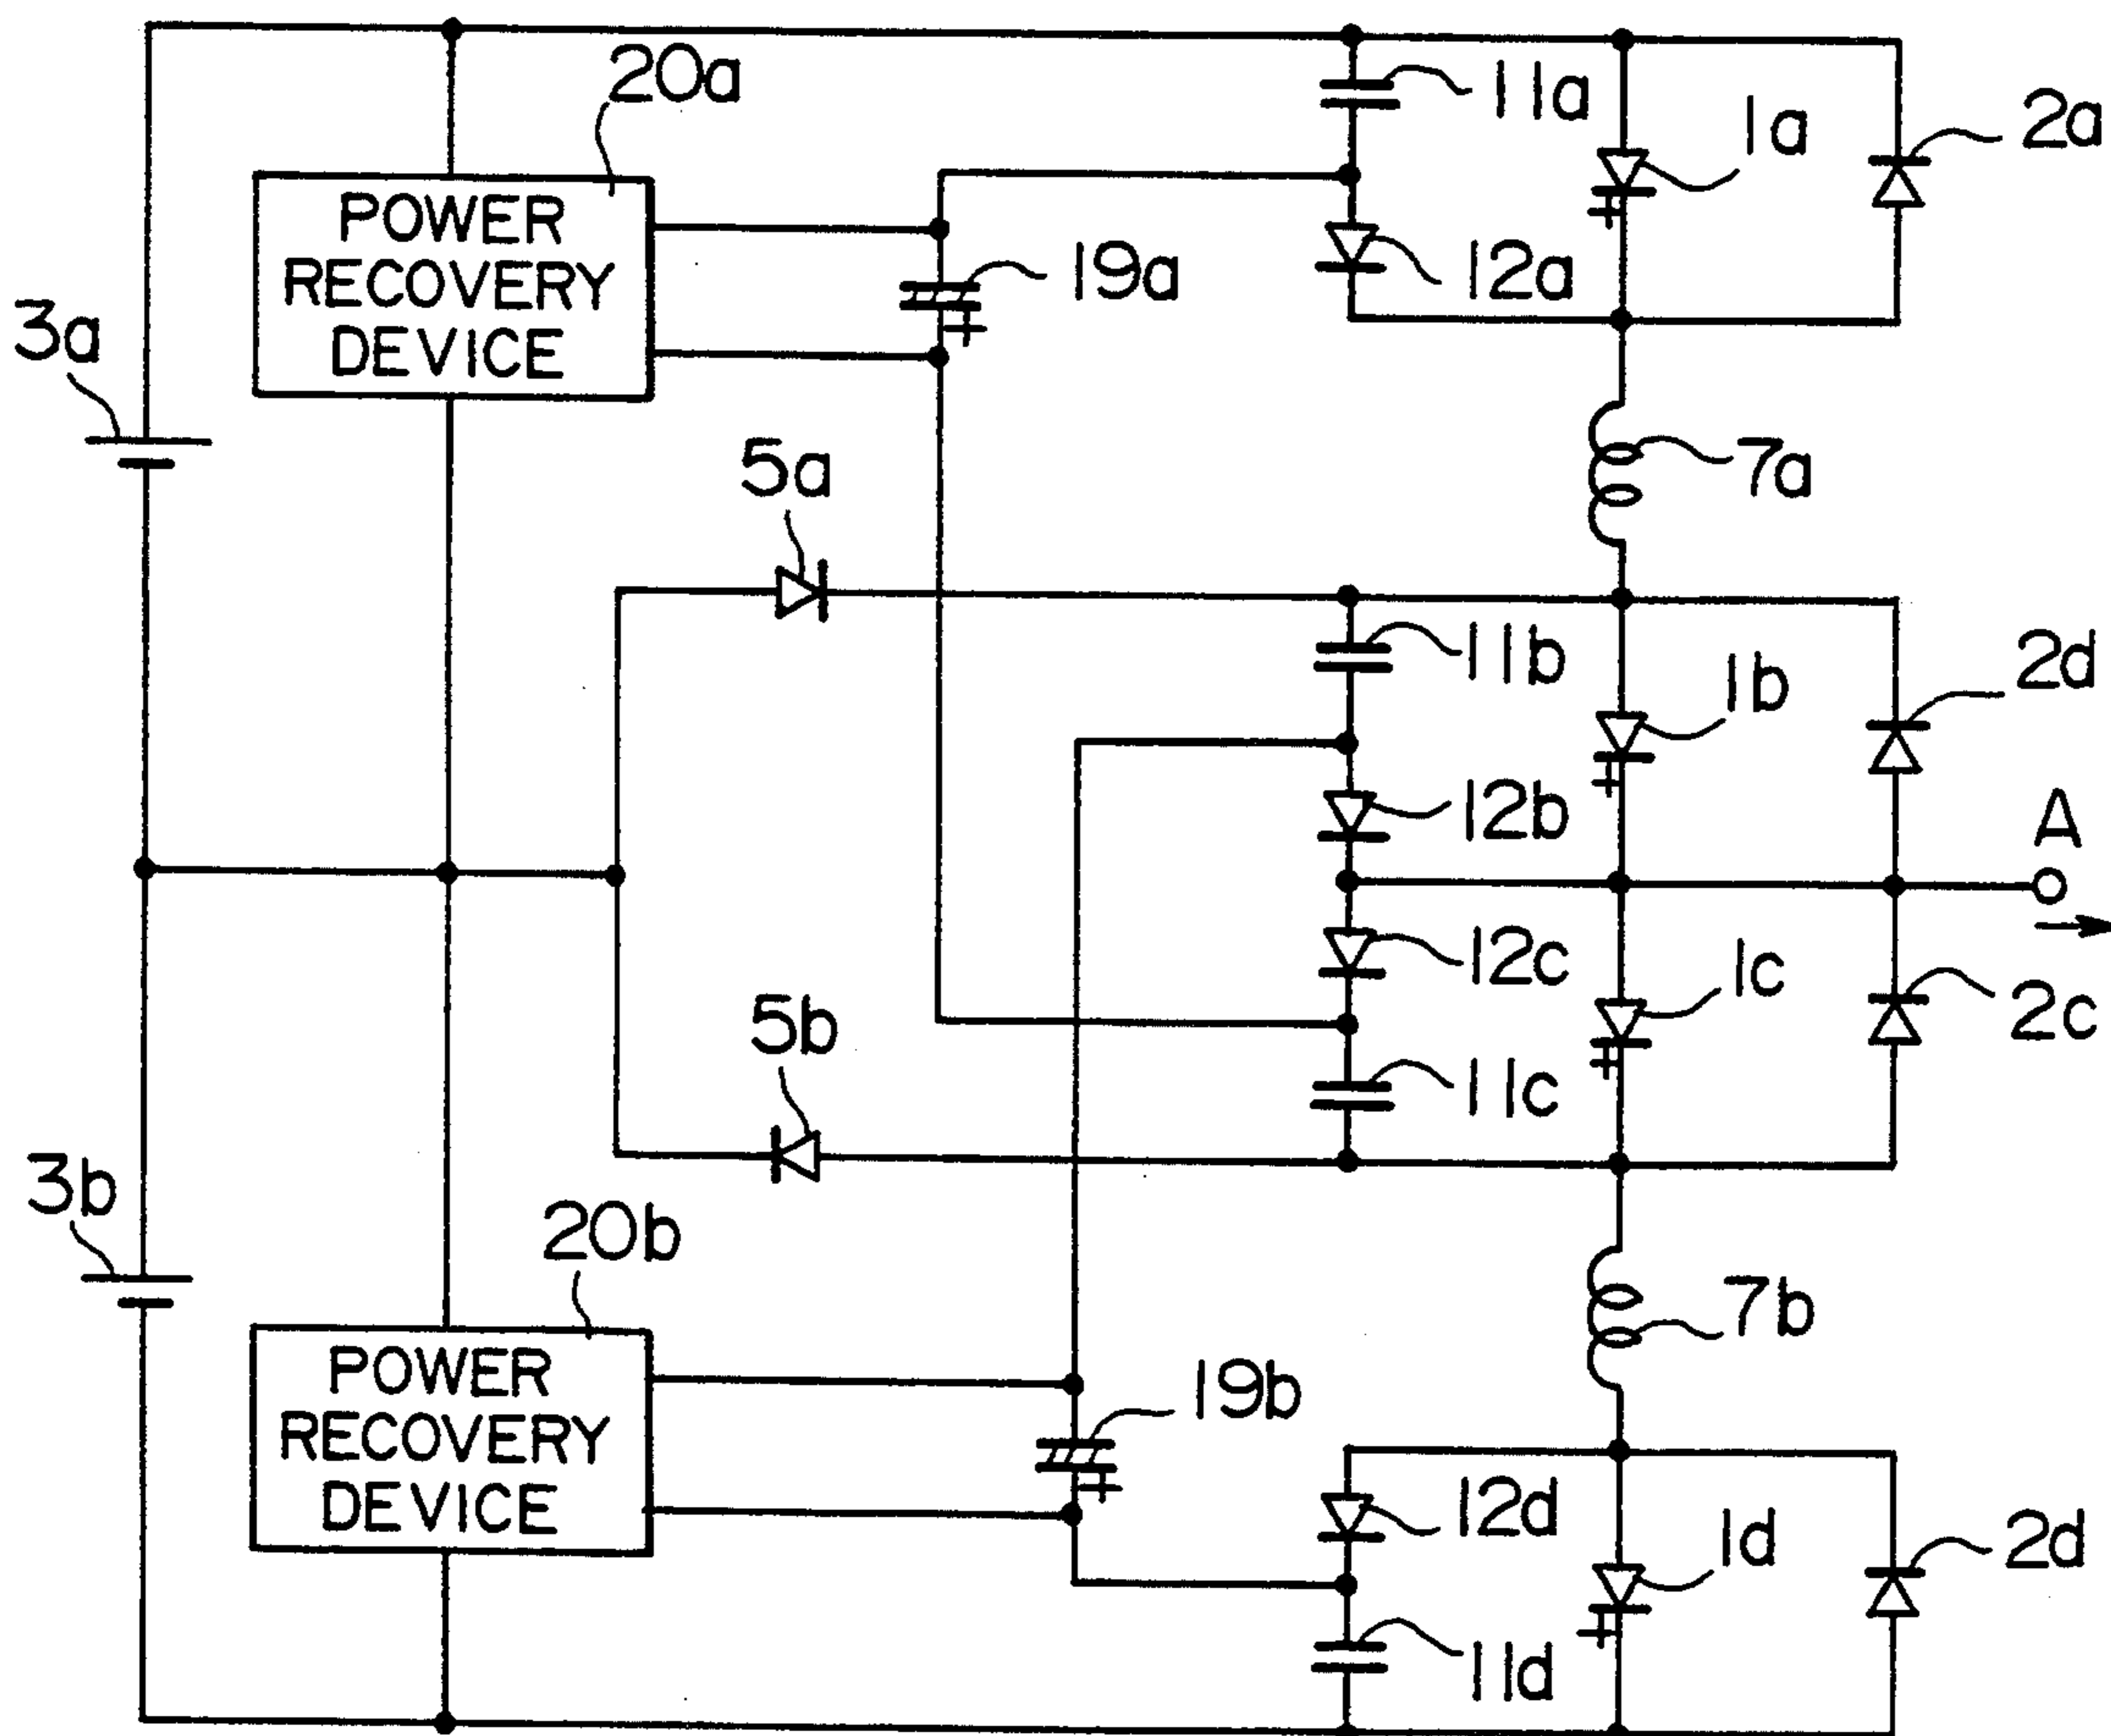 20a
11a
1a
2a
POWER
RECOVERY
DEVICE
19a
12a
3a
5a
7a
11b
1b
2d
12b
A
12c
1c
2c
5b
11c
3b
20b
7b
POWER
RECOVERY
DEVICE
19b
12d
1d
2d
11d